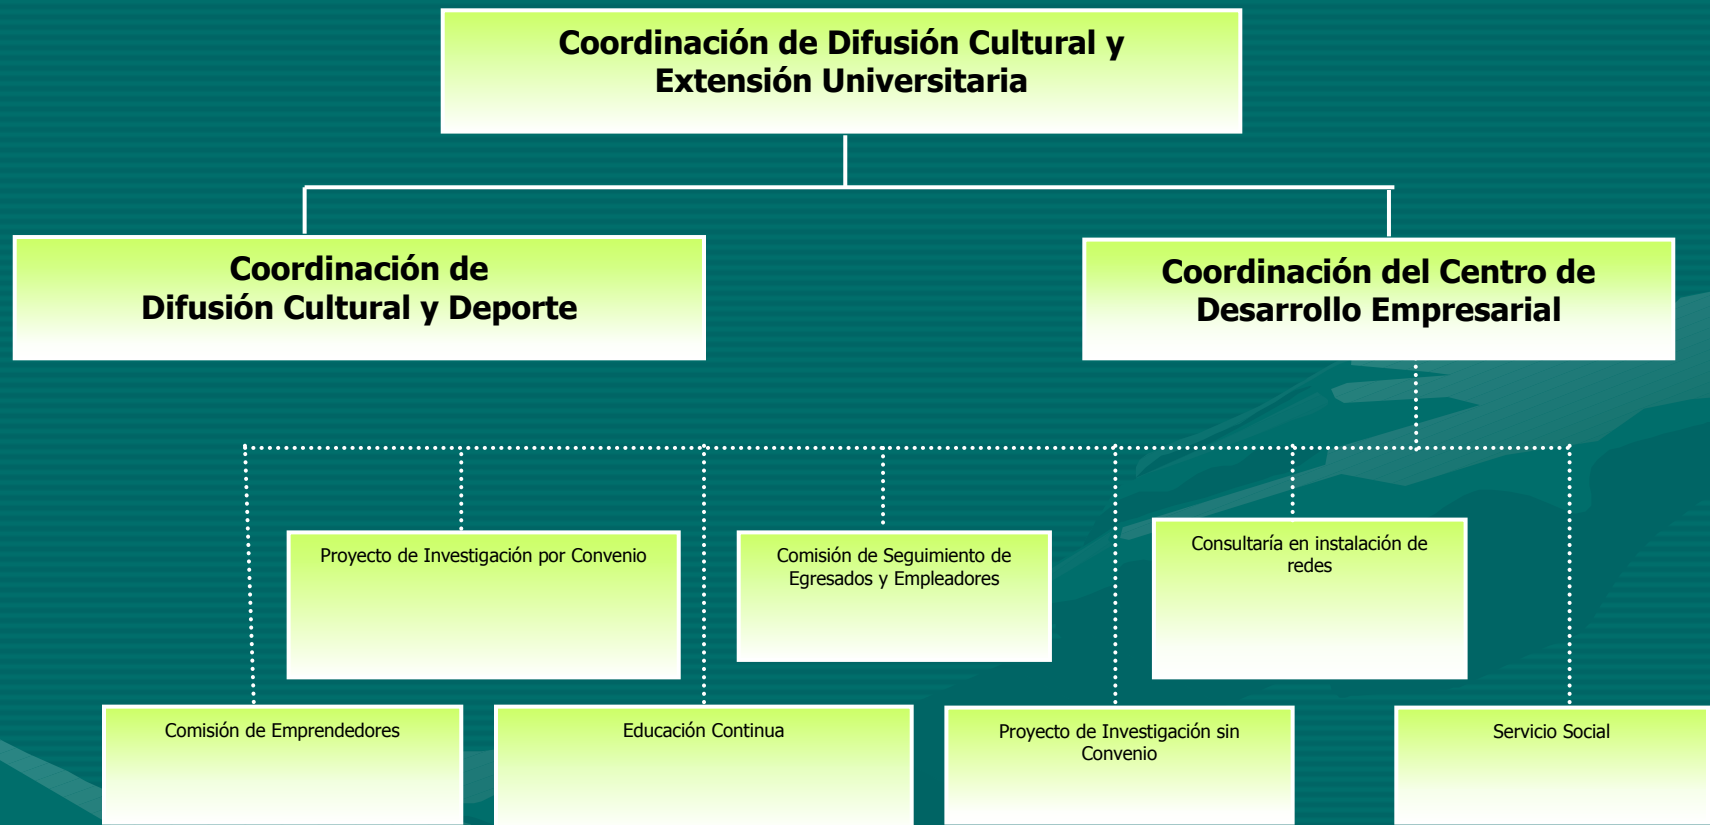 Coordinación de Difusión Cultural y
Extensión Universitaria
Coordinación de
Difusión Cultural y Deporte
Coordinación del Centro de
Desarrollo Empresarial
Proyecto de Investigación por Convenio
Comisión de Seguimiento de
Egresados y Empleadores
Consultaría en instalación de
redes
Comisión de Emprendedores
Educación Continua
Proyecto de Investigación sin
Convenio
Servicio Social